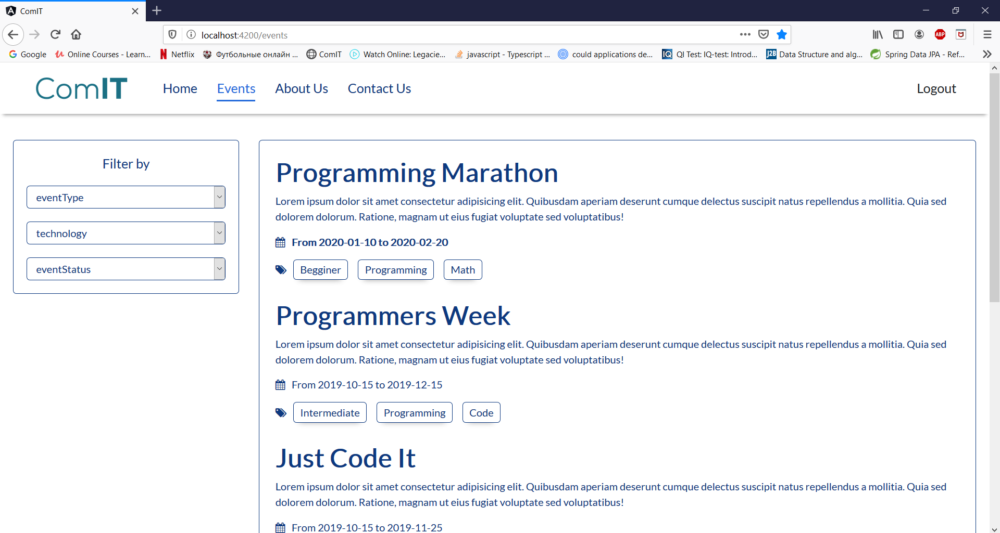 ComIT
localhost:4200/events
ABP
Google
Online Courses - Learn...
Netflix
Футбольные онлайн ...
ComIT
Watch Online: Legacie...
javascript - Typescript ...
could applications de...
IQ
QI Test: IQ-test: Introd...
J2B
Data Structure and alg...
Spring Data JPA - Ref...
ComIT
Home
Events
About Us
Contact Us
Logout
Filter by
eventType
technology
eventStatus
Programming Marathon
Lorem ipsum dolor sit amet consectetur adipisicing elit. Quibusdam aperiam deserunt cumque delectus suscipit natus repellendus a mollitia. Quia sed
dolorem dolorum. Ratione, magnam ut eius fugiat voluptate sed voluptatibus!
From 2020-01-10 to 2020-02-20
Begginer
Programming
Math
Programmers Week
Lorem ipsum dolor sit amet consectetur adipisicing elit. Quibusdam aperiam deserunt cumque delectus suscipit natus repellendus a mollitia. Quia sed
dolorem dolorum. Ratione, magnam ut eius fugiat voluptate sed voluptatibus!
From 2019-10-15 to 2019-12-15
Intermediate
Programming
Code
Just Code It
Lorem ipsum dolor sit amet consectetur adipisicing elit. Quibusdam aperiam deserunt cumque delectus suscipit natus repellendus a mollitia. Quia sed
dolorem dolorum. Ratione, magnam ut eius fugiat voluptate sed voluptatibus!
From 2019-10-15 to 2019-11-25